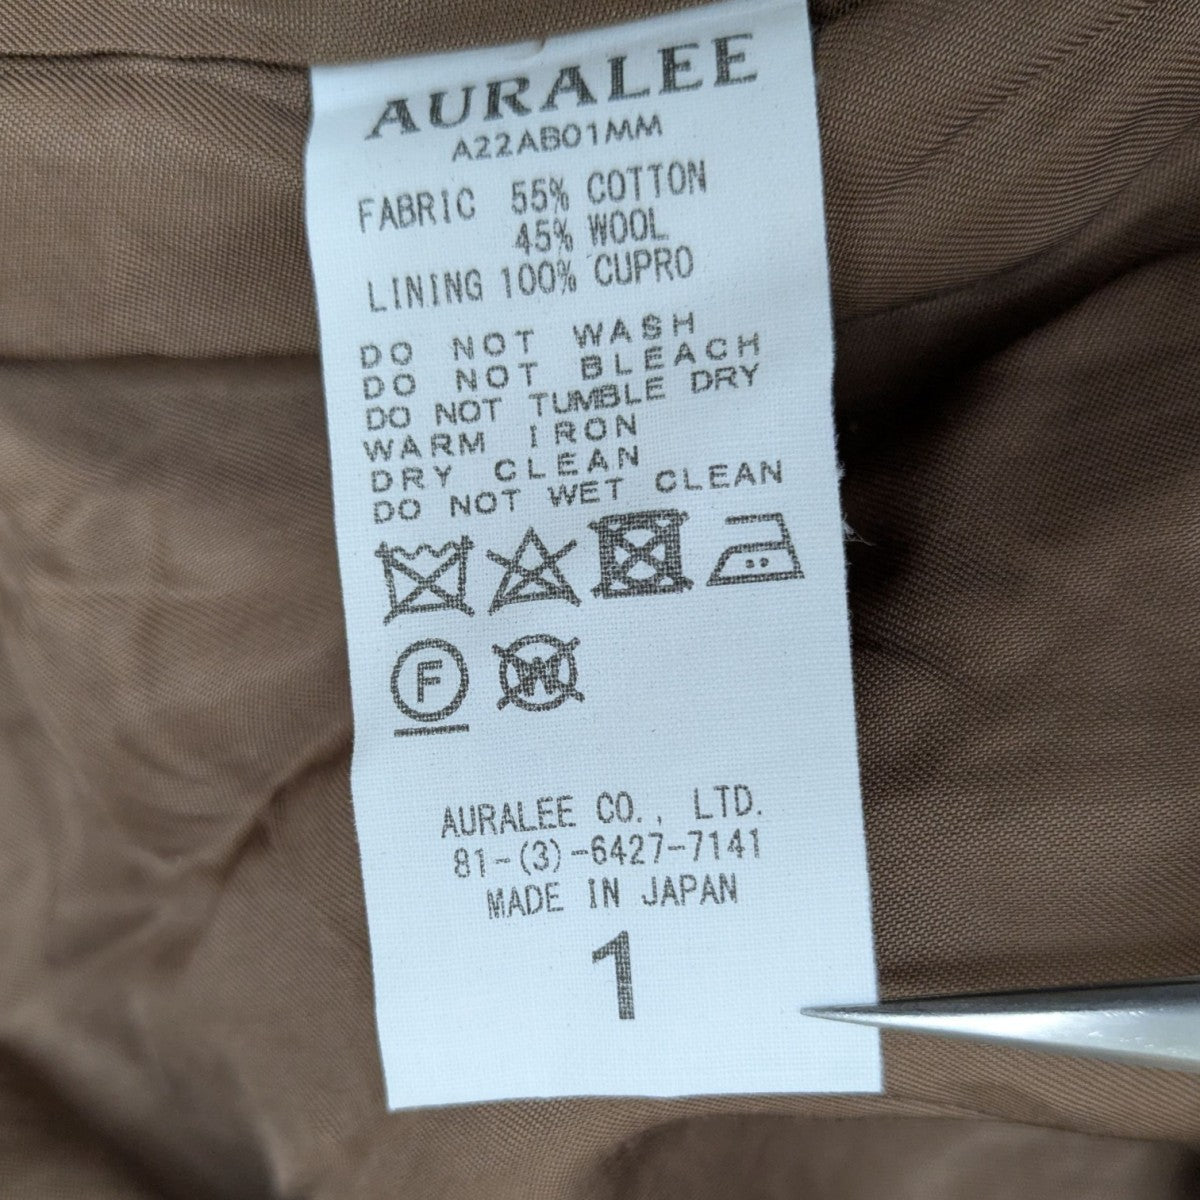 AURALEE
A22AB01MM
FABRIC 55% COTTON
45% WOOL
LINING 100% CUPRO
DO NOT WASH
DO NOT BLEACH
DO NOT TUMBLE DRY
WARM IRON
DRY CLEAN
DO NOT WET CLEAN
F W
AURALEE CO., LTD.
81-(3)-6427-7141
MADE IN JAPAN
1